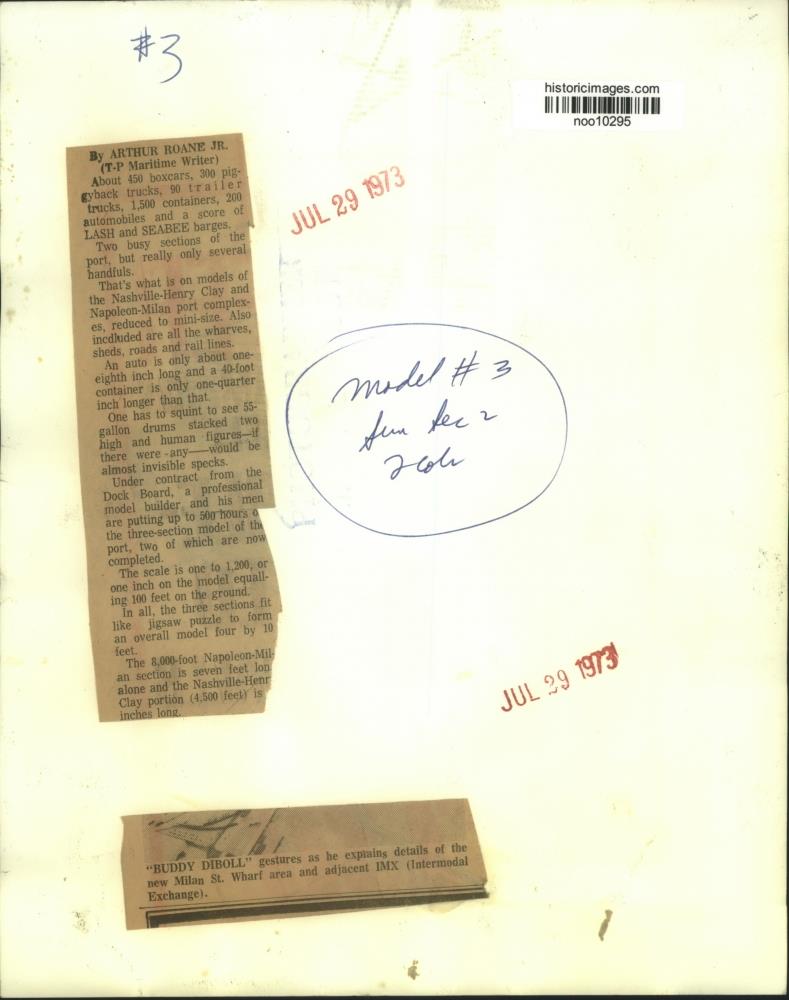 #3
historicimages.com
noo10295
By ARTHUR ROANE JR.
(T-P Maritime Writer)
About 450 boxcars, 300 pig-
gyback trucks, 90 trailer
trucks, 1,500 containers, 200
automobiles and a score of
LASH and SEABEE barges.
Two busy sections of the
port, but really only several
handfuls.
That's what is on models of
the Nashville-Henry Clay and
Napoleon-Milan port complex-
es, reduced to mini-size. Also
incdluded are all the wharves,
sheds, roads and rail lines.
An auto is only about one-
eighth inch long and a 40-foot
container is only one-quarter
inch longer than that.
One has to squint to see 55-
gallon drums stacked two
high and human figures—if
there were any—would be
almost invisible specks.
Under contract from the
Dock Board, a professional
model builder and his men
are putting up to 500 hours o
the three-section model of the
port, two of which are now
completed.
The scale is one to 1,200, or
one inch on the model equall-
ing 100 feet on the ground.
In all, the three sections fit
like jigsaw puzzle to form
an overall model four by 10
feet.
The 8,000-foot Napoleon-Mil-
an section is seven feet lon
alone and the Nashville-Henr
Clay portion (4,500 feet) is
inches long.
JUL 29 1973
model #3
Sun Sec 2
2 col
JUL 29 1973
"BUDDY DIBOLL" gestures as he explains details of the
new Milan St. Wharf area and adjacent IMX (Intermodal
Exchange).